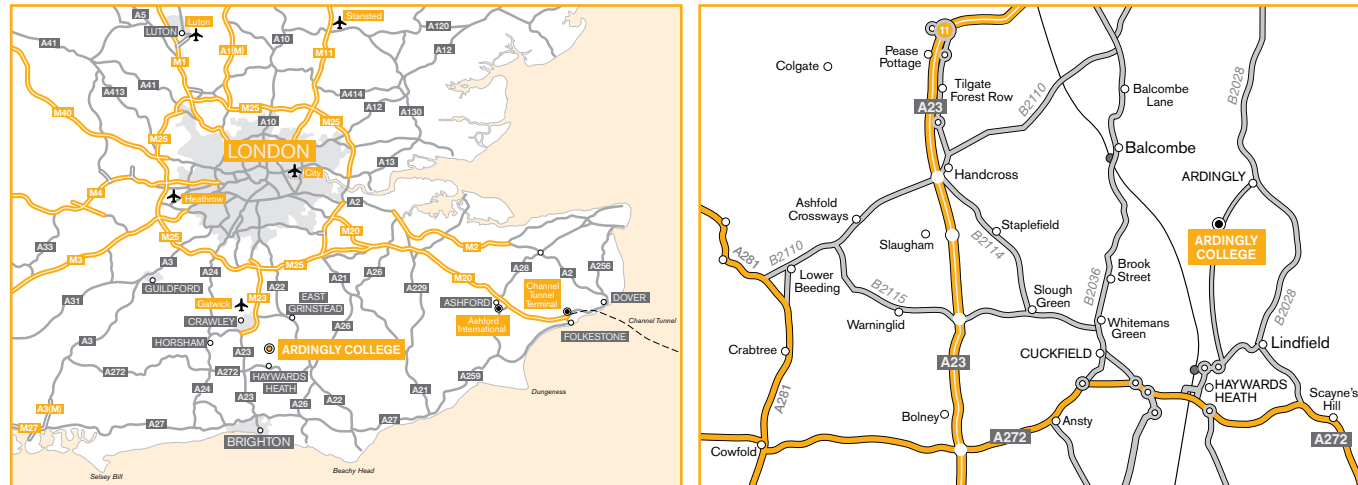 A5
Luton
LUTON
Stansted
A41
A10
A120
A1(M)
M11
A12
M1
A413
A41
A414
A12
M40
M25
A130
A10
M25
M25
LONDON
A13
City
M4
Heathrow
A2
M20
A33
M25
M2
M3
A3
A24
M25
A21
A26
A28
A2
A256
GUILDFORD
A22
A229
M20
Channel
Tunnel
Terminal
A31
Gatwick
M23
EAST
GRINSTEAD
ASHFORD
DOVER
CRAWLEY
Ashford
International
Channel Tunnel
A3
HORSHAM
A26
FOLKESTONE
A23
ARDINGLY COLLEGE
A272
A272
HAYWARDS
HEATH
A259
A24
A23
A22
A21
Dungeness
A3(M)
A26
M27
A27
A27
BRIGHTON
Beachy Head
Selsey Bill
11
Pease
Pottage
Colgate
Tilgate
Forest Row
B2110
Balcombe
Lane
B2028
A23
Balcombe
Handcross
ARDINGLY
Ashfold
Crossways
Staplefield
Slaugham
ARDINGLY
COLLEGE
A281
B2110
B2114
Lower
Beeding
Brook
Street
B2036
B2115
Slough
Green
B2028
Warninglid
Whitemans
Green
Crabtree
CUCKFIELD
Lindfield
A23
A281
HAYWARDS
HEATH
Scayne's
Hill
Bolney
Ansty
A272
A272
Cowfold